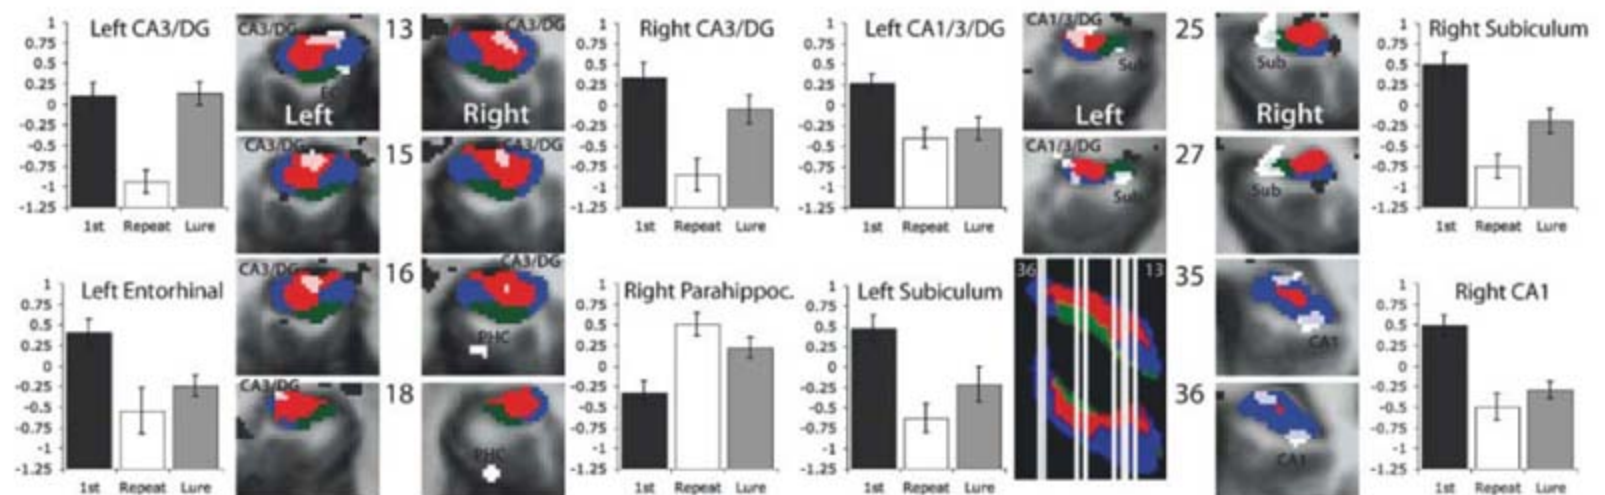 Left CA3/DG
1
0.75
0.5
0.25
0
-0.25
-0.5
-0.75
-1
-1.25
1st Repeat Lure
CA3/DG
EC
Left
13
CA3/DG
Right
CA3/DG
15
CA3/DG
CA3/DG
16
CA3/DG
PHC
CA3/DG
18
PHC
Right CA3/DG
1
0.75
0.5
0.25
0
-0.25
-0.5
-0.75
-1
-1.25
1st Repeat Lure
Left CA1/3/DG
1
0.75
0.5
0.25
0
-0.25
-0.5
-0.75
-1
-1.25
1st Repeat Lure
CA1/3/DG
Sub
Left
25
Sub
Right
CA1/3/DG
Sub
27
Sub
Right Subiculum
1
0.75
0.5
0.25
0
-0.25
-0.5
-0.75
-1
-1.25
1st Repeat Lure
Left Entorhinal
1
0.75
0.5
0.25
0
-0.25
-0.5
-0.75
-1
-1.25
1st Repeat Lure
Right Parahippoc.
1
0.75
0.5
0.25
0
-0.25
-0.5
-0.75
-1
-1.25
1st Repeat Lure
Left Subiculum
1
0.75
0.5
0.25
0
-0.25
-0.5
-0.75
-1
-1.25
1st Repeat Lure
36 13
35
CA1
36
CA1
Right CA1
1
0.75
0.5
0.25
0
-0.25
-0.5
-0.75
-1
-1.25
1st Repeat Lure